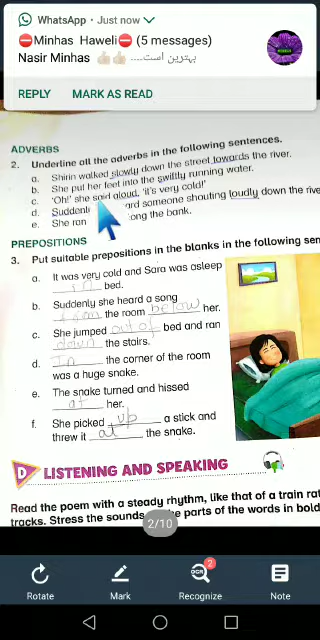 WhatsApp • Just now
⛔Minhas Haweli⛔ (5 messages)
Nasir Minhas 👍👍 ....بہترین است
REPLY MARK AS READ
ADVERBS
2. Underline all the adverbs in the following sentences.
a. Shirin walked slowly down the street towards the river.
b. She put her feet into the swiftly running water.
c. 'Oh!' she said aloud, 'it's very cold!'
d. Suddenl ard someone shouting loudly down the rive
e. She ran ong the bank.
PREPOSITIONS
3. Put suitable prepositions in the blanks in the following sen
a. It was very cold and Sara was asleep
in bed.
b. Suddenly she heard a song
from the room below her.
c. She jumped out of bed and ran
down the stairs.
d. In the corner of the room
was a huge snake.
e. The snake turned and hissed
at her.
f. She picked up a stick and
threw it at the snake.
D LISTENING AND SPEAKING
Read the poem with a steady rhythm, like that of a train ra
tracks. Stress the sounds e parts of the words in bold
2/10
OCR 2
Rotate Mark Recognize Note